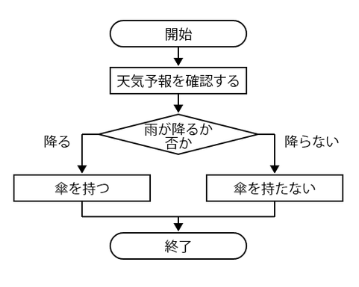 開始
天気予報を確認する
雨が降るか
否か
降る
降らない
傘を持つ
傘を持たない
終了